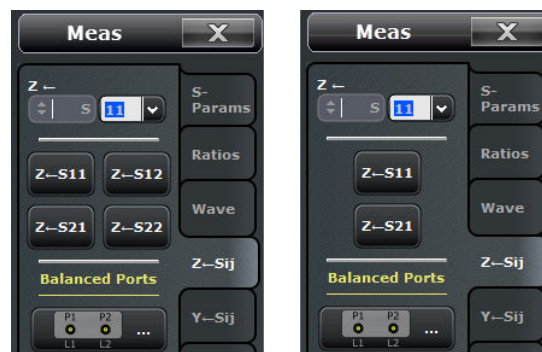 Meas X
Z ←
S 11
Z←S11 Z←S12
Z←S21 Z←S22
Balanced Ports
P1 P2
...
L1 L2
S-
Params
Ratios
Wave
Z←Sij
Y←Sij
Meas X
Z ←
S 11
Z←S11
Z←S21
Balanced Ports
P1 P2
...
L1 L2
S-
Params
Ratios
Wave
Z←Sij
Y←Sij